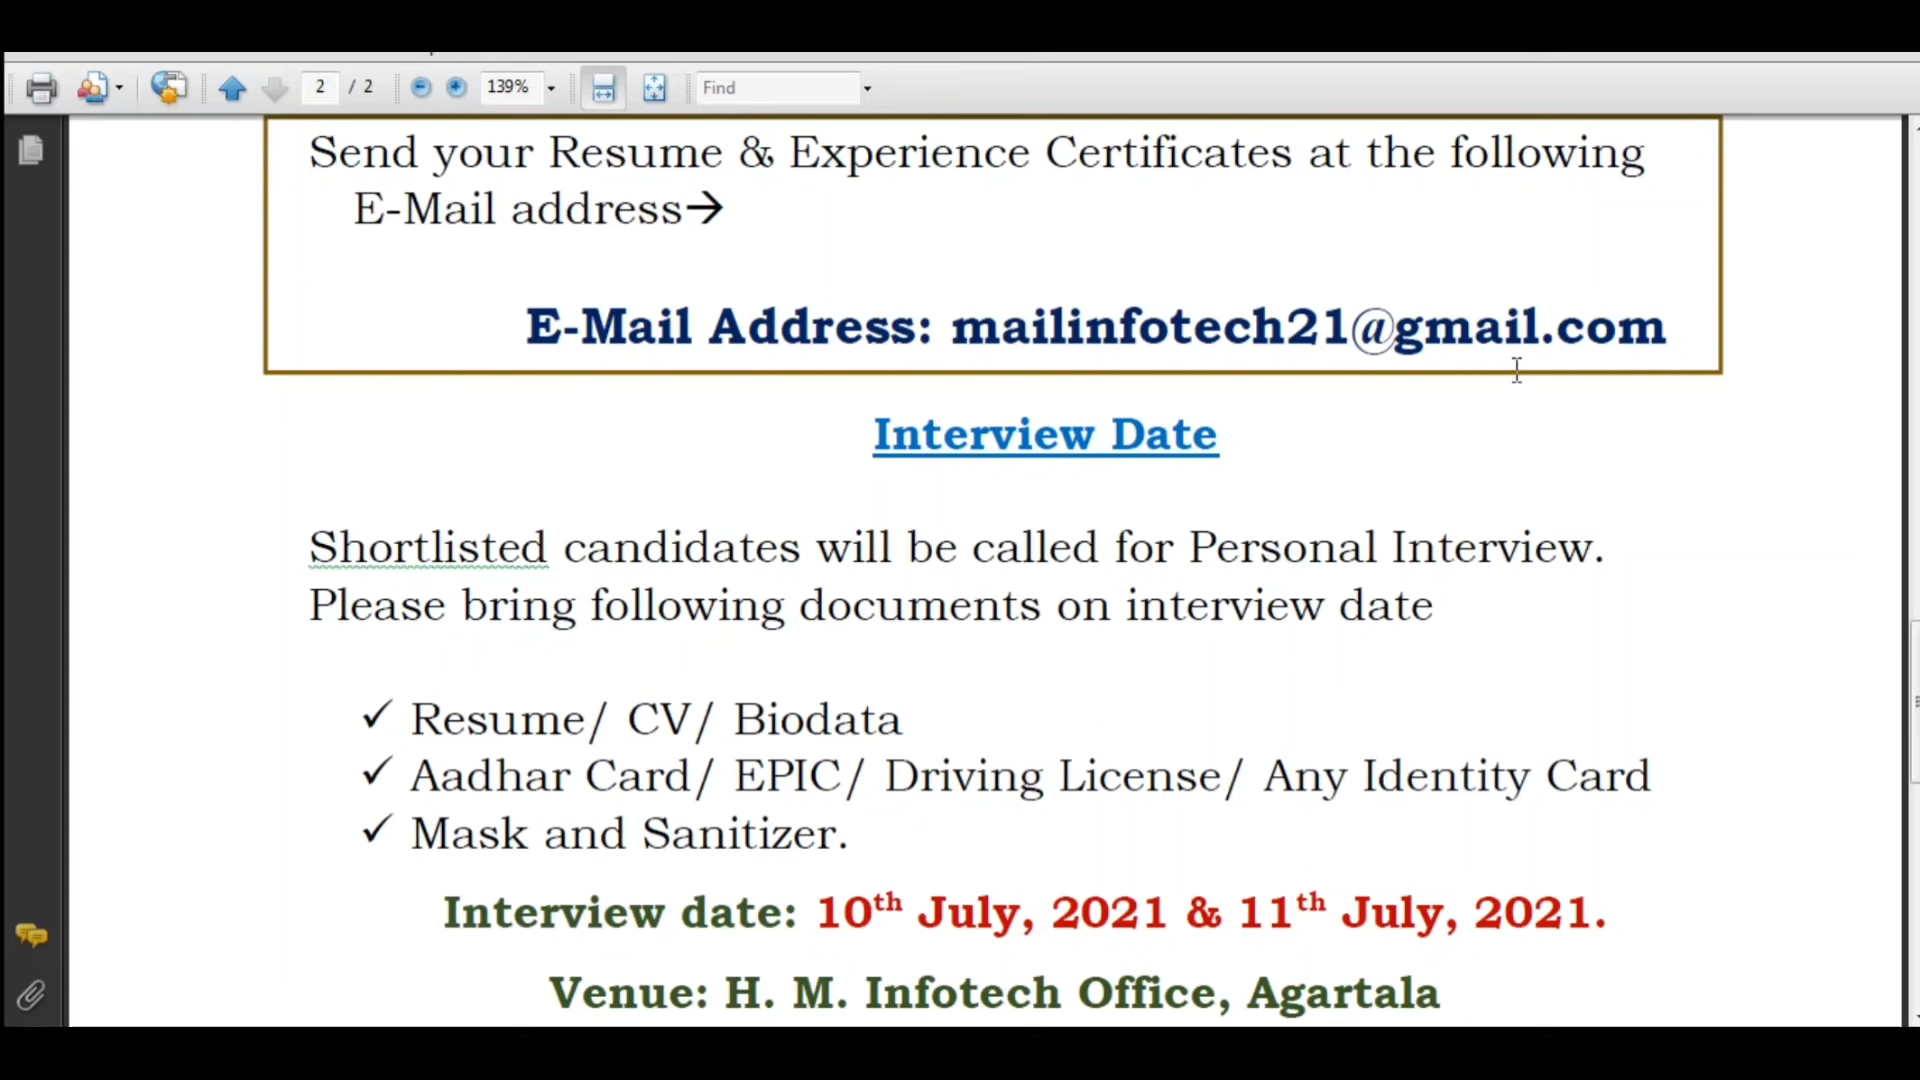 2 / 2 139% Find
Send your Resume & Experience Certificates at the following
E-Mail address→
E-Mail Address: mailinfotech21@gmail.com
Interview Date
Shortlisted candidates will be called for Personal Interview.
Please bring following documents on interview date
✓ Resume/ CV/ Biodata
✓ Aadhar Card/ EPIC/ Driving License/ Any Identity Card
✓ Mask and Sanitizer.
Interview date: 10th July, 2021 & 11th July, 2021.
Venue: H. M. Infotech Office, Agartala